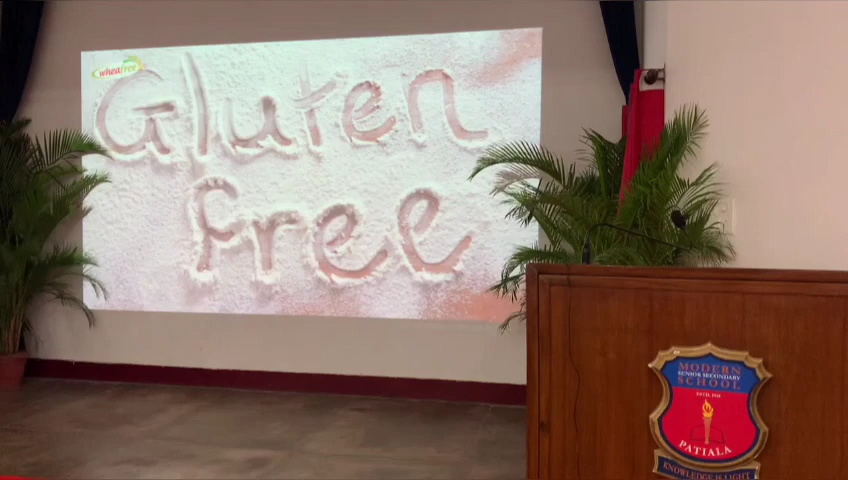 wheafree
Gluten
free
MODERN
SENIOR SECONDARY
SCHOOL
PATIALA
KNOWLEDGE IS LIGHT